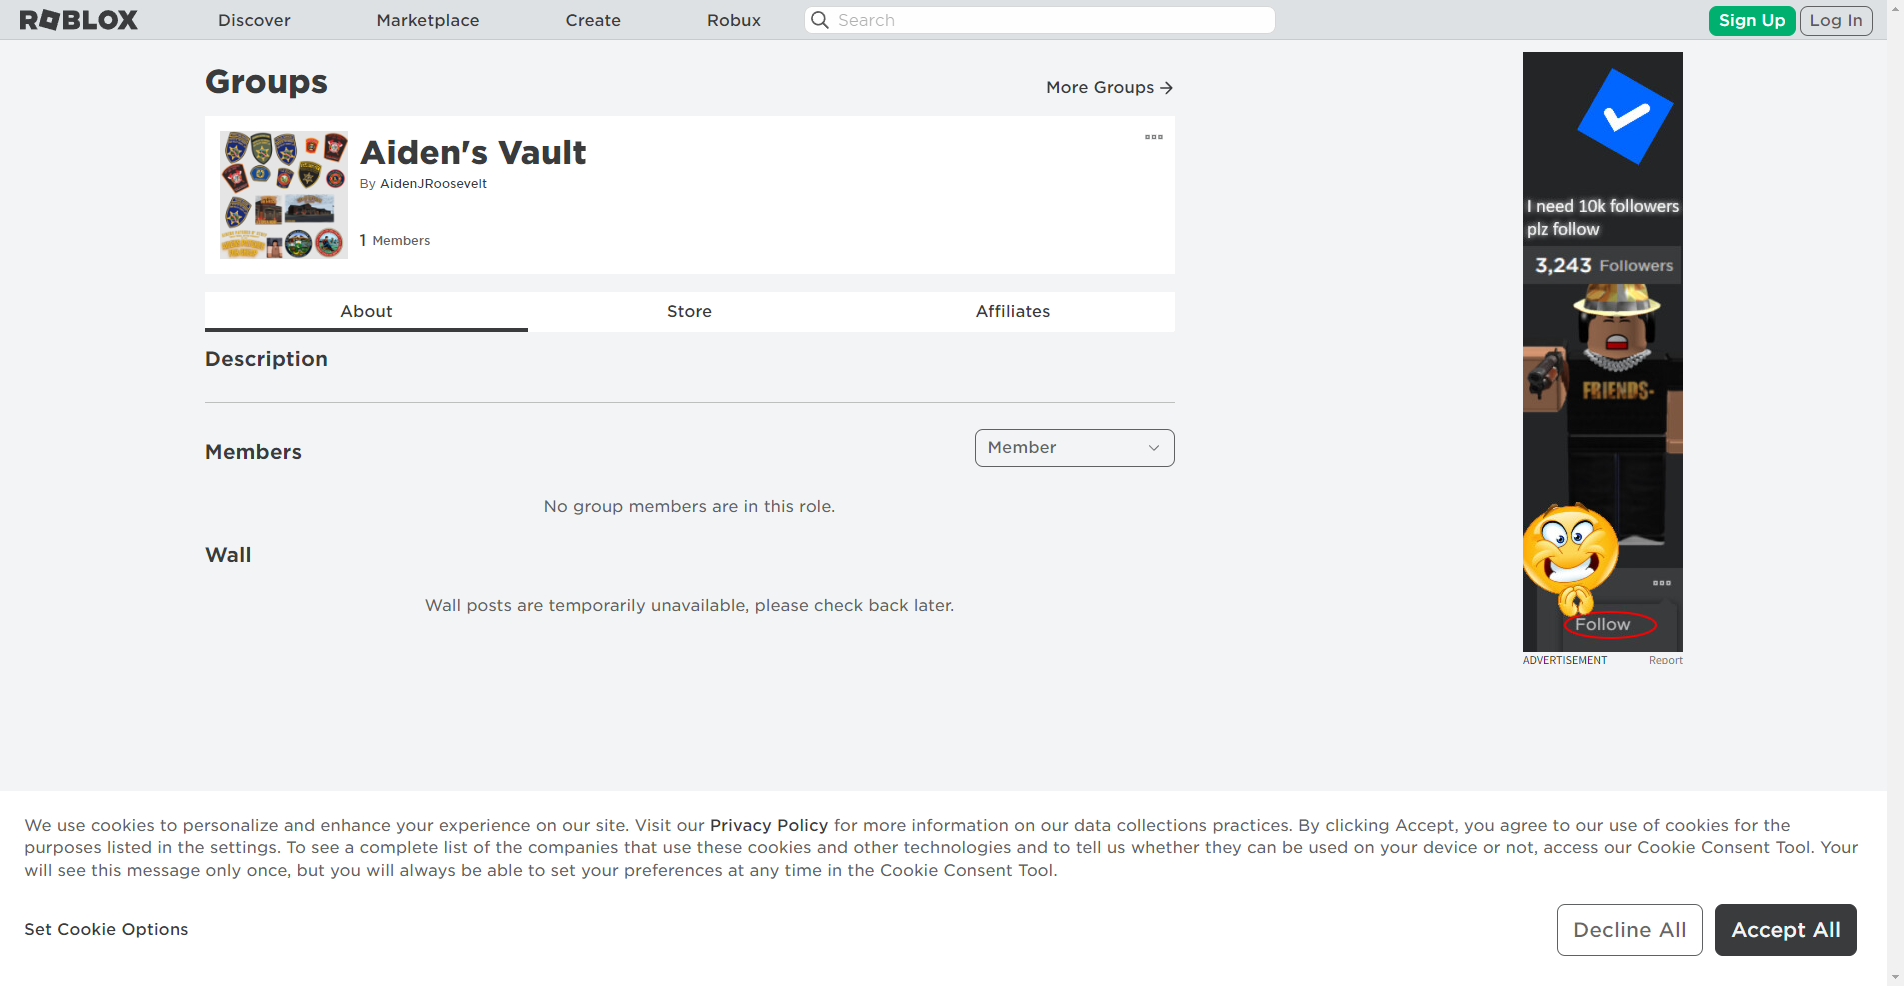 ROBLOX Discover Marketplace Create Robux Search Sign Up Log In
Groups
More Groups
Aiden's Vault
By AidenJRoosevelt
1 Members
About Store Affiliates
Description
Members
Member
No group members are in this role.
Wall
Wall posts are temporarily unavailable, please check back later.
I need 10k followers
plz follow
3,243 Followers
FRIENDS-
Follow
ADVERTISEMENT Report
We use cookies to personalize and enhance your experience on our site. Visit our Privacy Policy for more information on our data collections practices. By clicking Accept, you agree to our use of cookies for the
purposes listed in the settings. To see a complete list of the companies that use these cookies and other technologies and to tell us whether they can be used on your device or not, access our Cookie Consent Tool. Your
will see this message only once, but you will always be able to set your preferences at any time in the Cookie Consent Tool.
Set Cookie Options
Decline All
Accept All